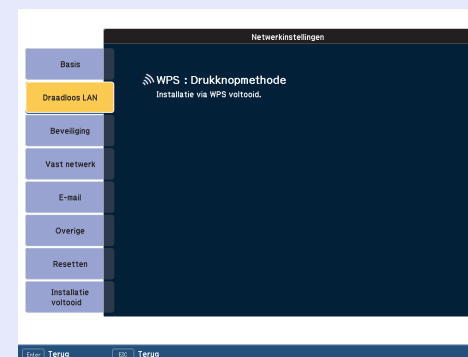 Netwerkinstellingen
Basis
Draadloos LAN
Beveiliging
Vast netwerk
E-mail
Overige
Resetten
Installatie
voltooid
WPS : Drukknopmethode
Installatie via WPS voltooid.
Enter Terug
ESC Terug